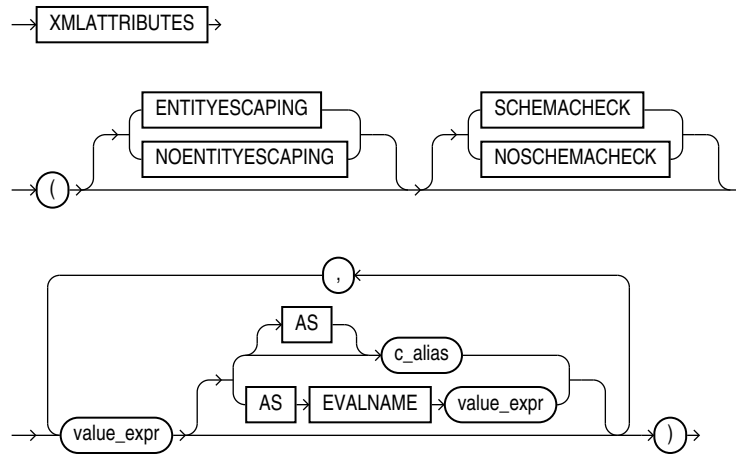 XMLATTRIBUTES
ENTITYESCAPING SCHEMACHECK
NOENTITYESCAPING NOSCHEMACHECK
(
,
AS
c_alias
AS EVALNAME value_expr
value_expr )